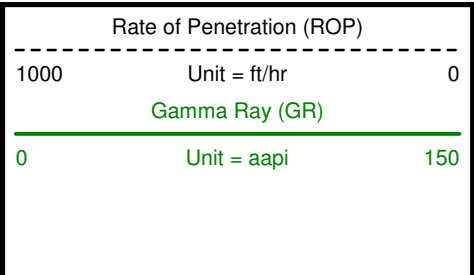 Rate of Penetration (ROP)
1000 Unit = ft/hr 0
Gamma Ray (GR)
0 Unit = aapi 150